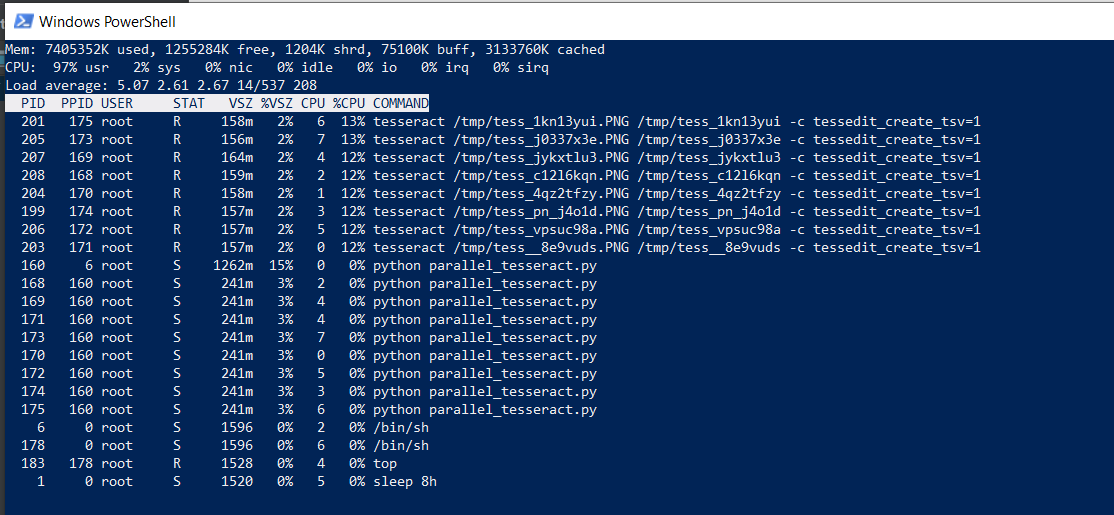 Windows PowerShell
Mem: 7405352K used, 1255284K free, 1204K shrd, 75100K buff, 3133760K cached
CPU:  97% usr   2% sys   0% nic   0% idle   0% io   0% irq   0% sirq
Load average: 5.07 2.61 2.67 14/537 208
  PID  PPID USER     STAT   VSZ %VSZ CPU %CPU COMMAND
  201   175 root     R     158m   2%   6  13% tesseract /tmp/tess_1kn13yui.PNG /tmp/tess_1kn13yui -c tessedit_create_tsv=1
  205   173 root     R     156m   2%   7  13% tesseract /tmp/tess_j0337x3e.PNG /tmp/tess_j0337x3e -c tessedit_create_tsv=1
  207   169 root     R     164m   2%   4  12% tesseract /tmp/tess_jykxtlu3.PNG /tmp/tess_jykxtlu3 -c tessedit_create_tsv=1
  208   168 root     R     159m   2%   2  12% tesseract /tmp/tess_c12l6kqn.PNG /tmp/tess_c12l6kqn -c tessedit_create_tsv=1
  204   170 root     R     158m   2%   1  12% tesseract /tmp/tess_4qz2tfzy.PNG /tmp/tess_4qz2tfzy -c tessedit_create_tsv=1
  199   174 root     R     157m   2%   3  12% tesseract /tmp/tess_pn_j4o1d.PNG /tmp/tess_pn_j4o1d -c tessedit_create_tsv=1
  206   172 root     R     157m   2%   5  12% tesseract /tmp/tess_vpsuc98a.PNG /tmp/tess_vpsuc98a -c tessedit_create_tsv=1
  203   171 root     R     157m   2%   0  12% tesseract /tmp/tess__8e9vuds.PNG /tmp/tess__8e9vuds -c tessedit_create_tsv=1
  160     6 root     S    1262m  15%   0   0% python parallel_tesseract.py
  168   160 root     S     241m   3%   2   0% python parallel_tesseract.py
  169   160 root     S     241m   3%   4   0% python parallel_tesseract.py
  171   160 root     S     241m   3%   4   0% python parallel_tesseract.py
  173   160 root     S     241m   3%   7   0% python parallel_tesseract.py
  170   160 root     S     241m   3%   0   0% python parallel_tesseract.py
  172   160 root     S     241m   3%   5   0% python parallel_tesseract.py
  174   160 root     S     241m   3%   3   0% python parallel_tesseract.py
  175   160 root     S     241m   3%   6   0% python parallel_tesseract.py
    6     0 root     S     1596   0%   2   0% /bin/sh
  178     0 root     S     1596   0%   6   0% /bin/sh
  183   178 root     R     1528   0%   4   0% top
    1     0 root     S     1520   0%   5   0% sleep 8h